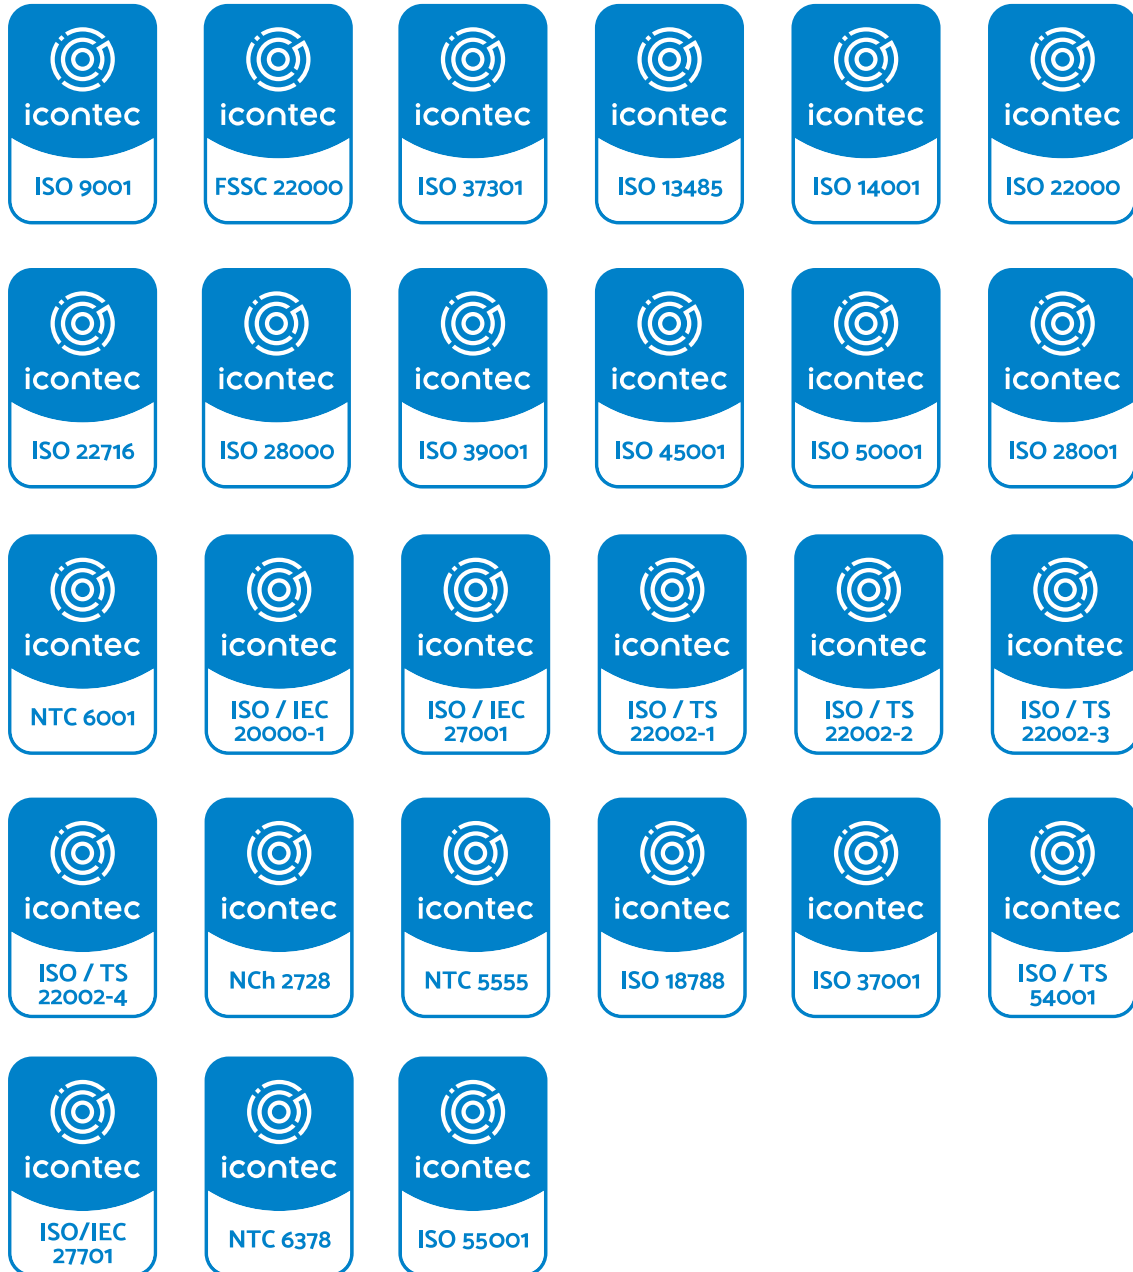 icontec
ISO 9001
icontec
FSSC 22000
icontec
ISO 37301
icontec
ISO 13485
icontec
ISO 14001
icontec
ISO 22000
icontec
ISO 22716
icontec
ISO 28000
icontec
ISO 39001
icontec
ISO 45001
icontec
ISO 50001
icontec
ISO 28001
icontec
NTC 6001
icontec
ISO / IEC
20000-1
icontec
ISO / IEC
27001
icontec
ISO / TS
22002-1
icontec
ISO / TS
22002-2
icontec
ISO / TS
22002-3
icontec
ISO / TS
22002-4
icontec
NCh 2728
icontec
NTC 5555
icontec
ISO 18788
icontec
ISO 37001
icontec
ISO / TS
54001
icontec
ISO/IEC
27701
icontec
NTC 6378
icontec
ISO 55001